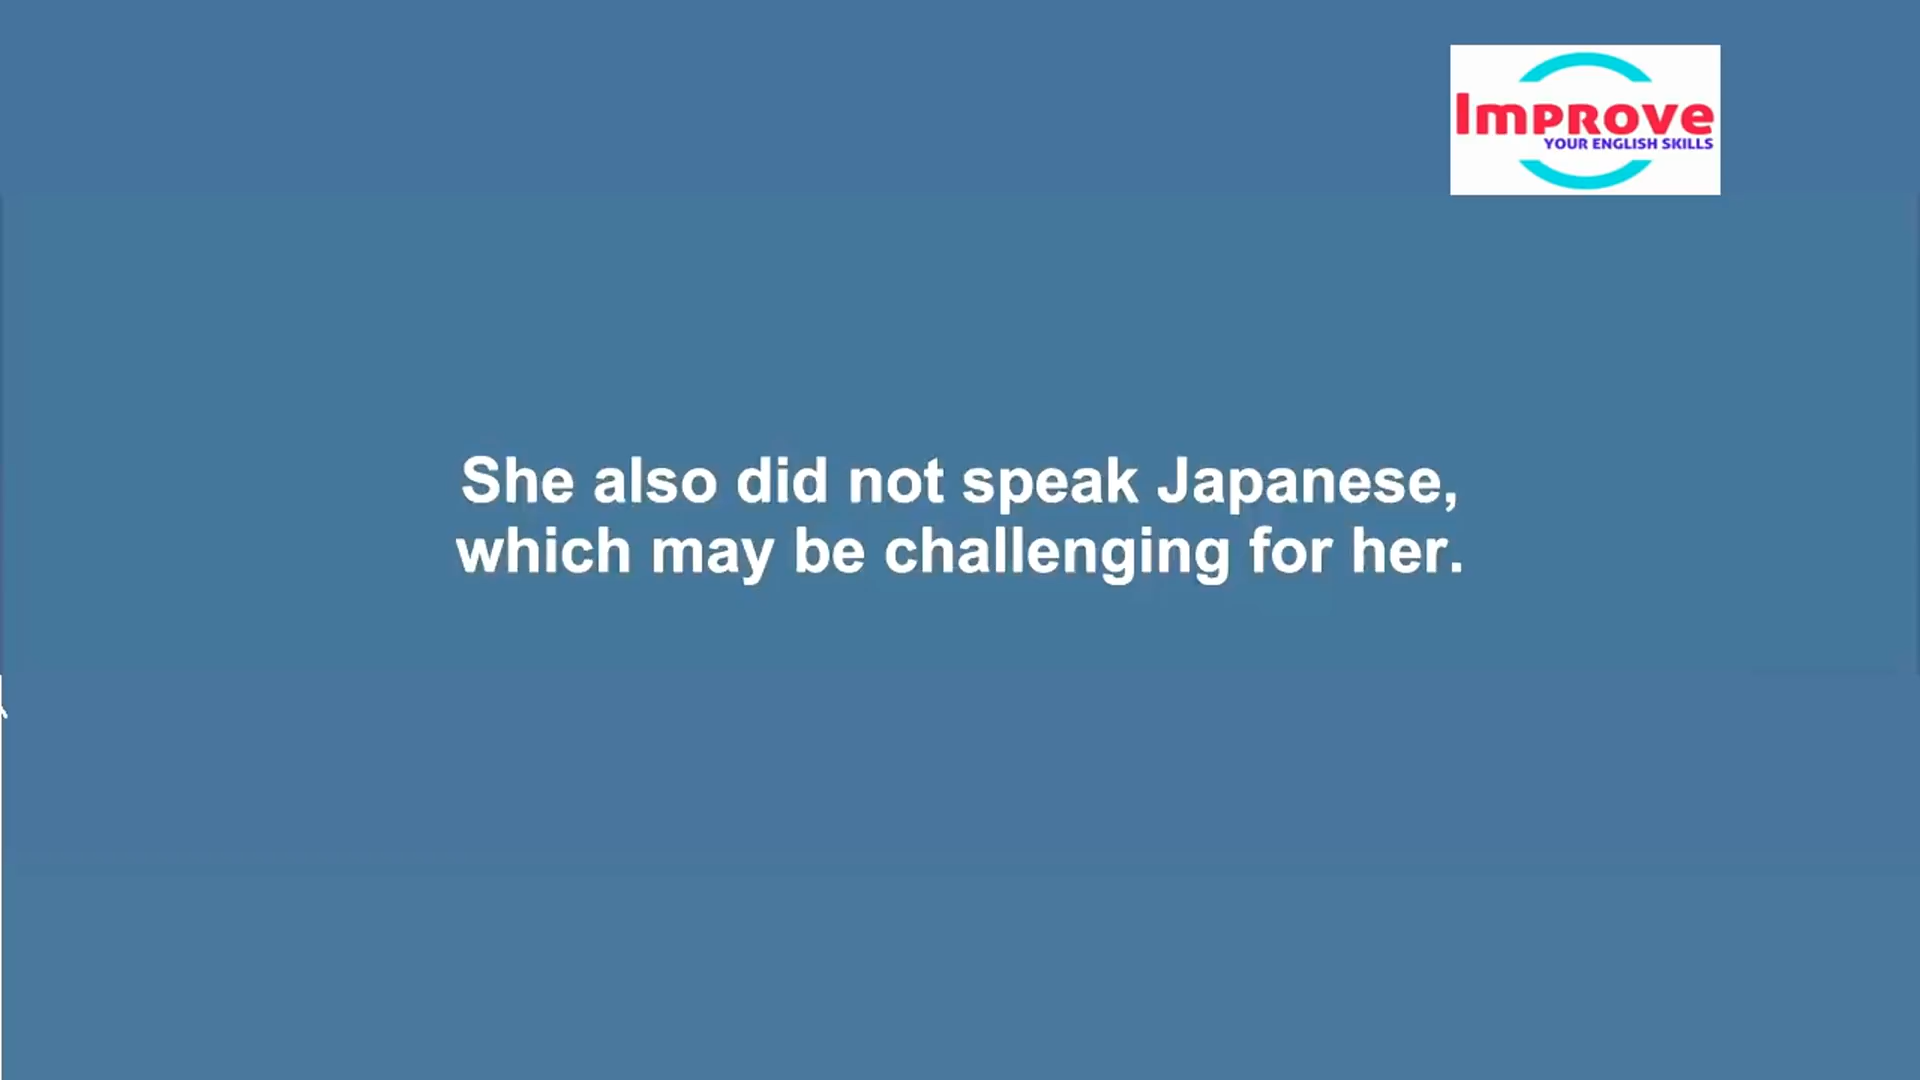 Improve
YOUR ENGLISH SKILLS
She also did not speak Japanese,
which may be challenging for her.